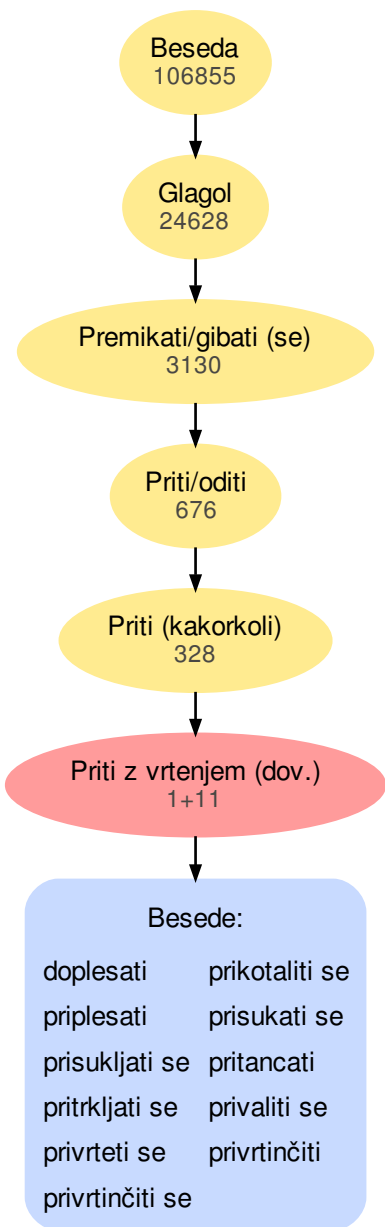 Beseda
106855
Glagol
24628
Premikati/gibati (se)
3130
Priti/oditi
676
Priti (kakorkoli)
328
Priti z vrtenjem (dov.)
1+11
Besede:
doplesati prikotaliti se
priplesati prisukati se
prisukljati se pritancati
pritrkljati se privaliti se
privrteti se privrtinčiti
privrtinčiti se